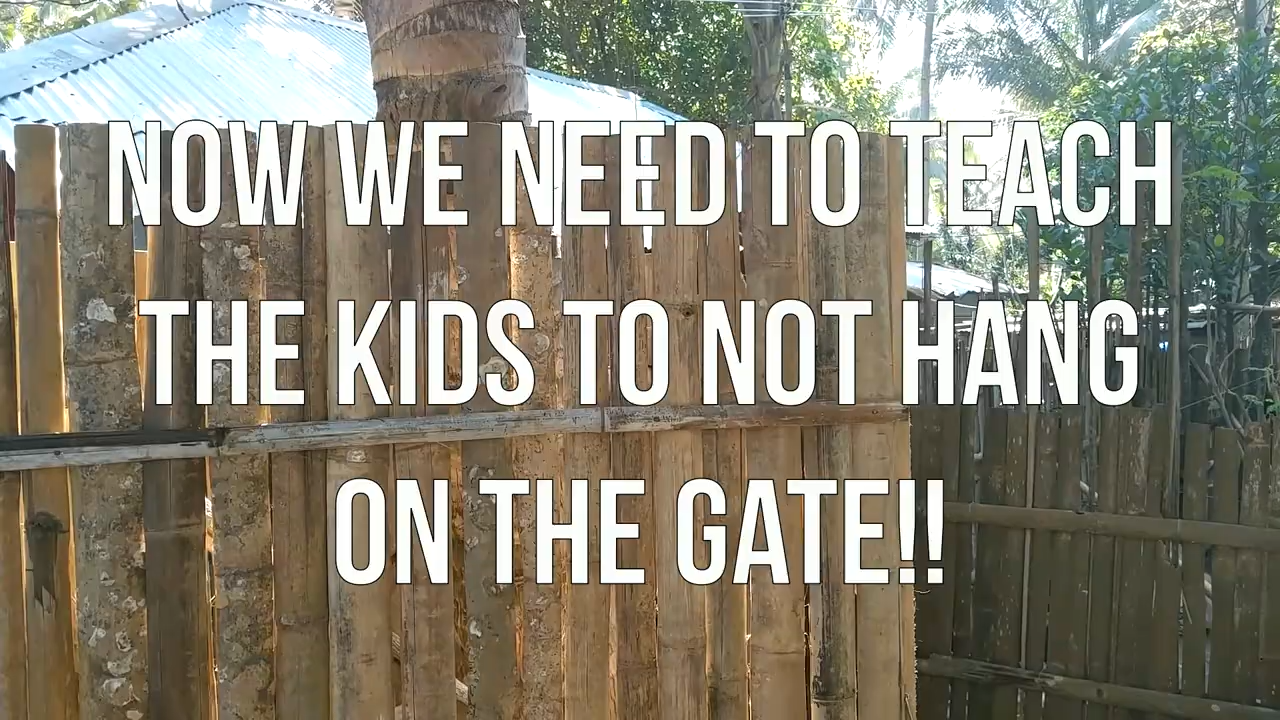 NOW WE NEED TO TEACH
THE KIDS TO NOT HANG
ON THE GATE!!